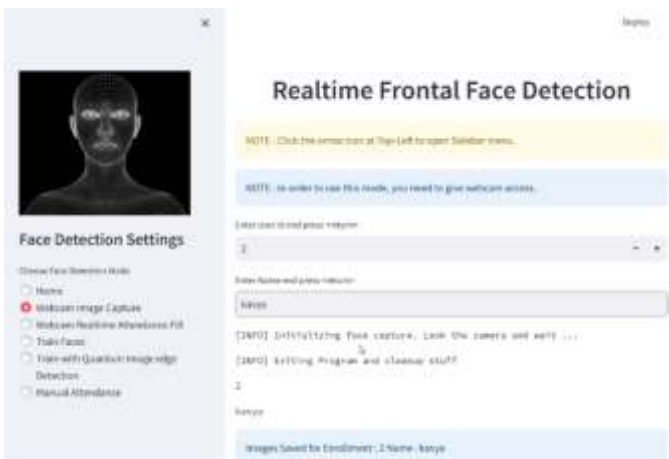 ×
Deploy
Realtime Frontal Face Detection
NOTE : Click the arrow icon at Top-Left to open Sidebar menu.
NOTE : In order to use this mode, you need to give webcam access.
Enter user id and press <return>
2
− +
Enter Name and press <return>
kavya
[INFO] Initializing face capture. Look the camera and wait ...
[INFO] Exiting Program and cleanup stuff
2
kavya
Images Saved for Enrollment : 2 Name : kavya
Face Detection Settings
Choose Face Detection Mode
Home
Webcam Image Capture
Webcam Realtime Attendance Fill
Train Faces
Train with Quantum Image edge
Detection
Manual Attendance